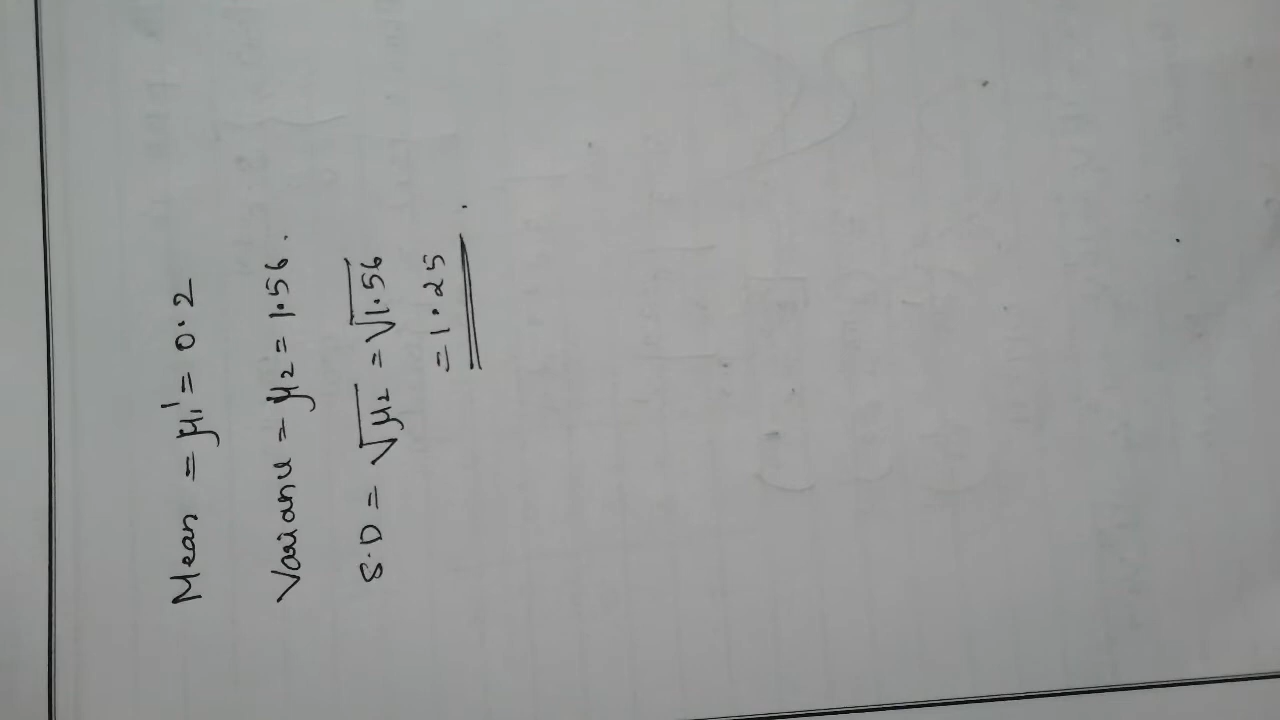 Mean = μ₁' = 0.2
Variance = μ₂ = 1.56.
S.D = √μ₂ = √1.56
= 1.25.